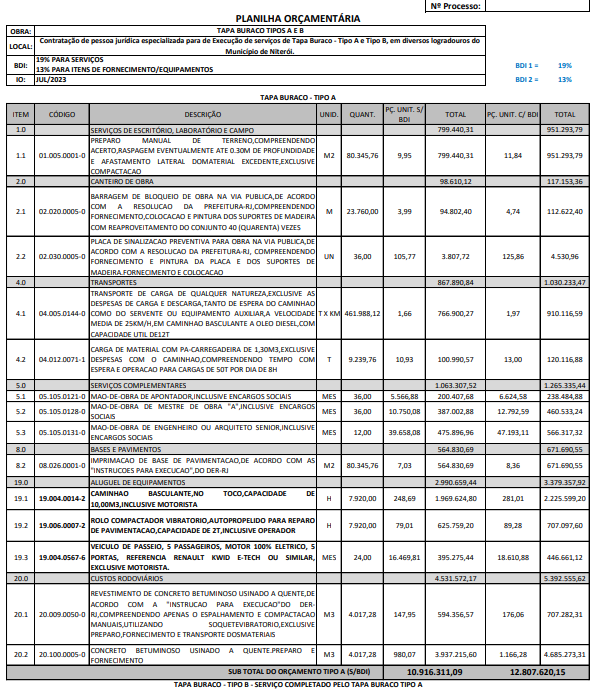 Nº Processo:
PLANILHA ORÇAMENTÁRIA
OBRA: TAPA BURACO TIPOS A E B
LOCAL: Contratação de pessoa jurídica especializada para de Execução de serviços de Tapa Buraco - Tipo A e Tipo B, em diversos logradouros do
Município de Niterói.
BDI: 19% PARA SERVIÇOS
13% PARA ITENS DE FORNECIMENTO/EQUIPAMENTOS
BDI 1 = 19%
IO: JUL/2023
BDI 2 = 13%
TAPA BURACO - TIPO A
ITEM CÓDIGO DESCRIÇÃO UNID. QUANT. PÇ. UNIT. S/ BDI TOTAL PÇ. UNIT. C/ BDI TOTAL
1.0 SERVIÇOS DE ESCRITÓRIO, LABORATÓRIO E CAMPO 799.440,31 951.293,79
PREPARO MANUAL DE TERRENO,COMPREENDENDO
ACERTO,RASPAGEM EVENTUALMENTE ATE 0.30M DE PROFUNDIDADE
1.1 01.005.0001-0 E AFASTAMENTO LATERAL DOMATERIAL EXCEDENTE,EXCLUSIVE M2 80.345,76 9,95 799.440,31 11,84 951.293,79
COMPACTACAO
2.0 CANTEIRO DE OBRA 98.610,12 117.153,36
BARRAGEM DE BLOQUEIO DE OBRA NA VIA PUBLICA,DE ACORDO
COM A RESOLUCAO DA PREFEITURA-RJ,COMPREENDENDO
2.1 02.020.0005-0 FORNECIMENTO,COLOCACAO E PINTURA DOS SUPORTES DE MADEIRA M 23.760,00 3,99 94.802,40 4,74 112.622,40
COM REAPROVEITAMENTO DO CONJUNTO 40 (QUARENTA) VEZES
PLACA DE SINALIZACAO PREVENTIVA PARA OBRA NA VIA PUBLICA,
DE ACORDO COM A RESOLUCAO DA PREFEITURA-RJ, COMPREENDENDO
2.2 02.030.0005-0 FORNECIMENTO E PINTURA DA PLACA E DOS SUPORTES DE UN 36,00 105,77 3.807,72 125,86 4.530,96
MADEIRA.FORNECIMENTO E COLOCACAO
4.0 TRANSPORTES 867.890,84 1.030.233,47
TRANSPORTE DE CARGA DE QUALQUER NATUREZA,EXCLUSIVE AS
DESPESAS DE CARGA E DESCARGA,TANTO DE ESPERA DO CAMINHAO
4.1 04.005.0144-0 COMO DO SERVENTE OU EQUIPAMENTO AUXILIAR,A VELOCIDADE T X KM 461.988,12 1,66 766.900,27 1,97 910.116,59
MEDIA DE 25KM/H,EM CAMINHAO BASCULANTE A OLEO DIESEL,COM
CAPACIDADE UTIL DE12T
CARGA DE MATERIAL COM PA-CARREGADEIRA DE 1,30M3,EXCLUSIVE
4.2 04.012.0071-1 DESPESAS COM O CAMINHAO,COMPREENDENDO TEMPO COM T 9.239,76 10,93 100.990,57 13,00 120.116,88
ESPERA E OPERACAO PARA CARGAS DE 50T POR DIA DE 8H
5.0 SERVIÇOS COMPLEMENTARES 1.063.307,52 1.265.335,44
5.1 05.105.0121-0 MAO-DE-OBRA DE APONTADOR,INCLUSIVE ENCARGOS SOCIAIS MES 36,00 5.566,88 200.407,68 6.624,58 238.484,88
5.2 05.105.0128-0 MAO-DE-OBRA DE MESTRE DE OBRA "A",INCLUSIVE ENCARGOS MES 36,00 10.750,08 387.002,88 12.792,59 460.533,24
SOCIAIS
5.3 05.105.0131-0 MAO-DE-OBRA DE ENGENHEIRO OU ARQUITETO SENIOR,INCLUSIVE MES 12,00 39.658,08 475.896,96 47.193,11 566.317,32
ENCARGOS SOCIAIS
8.0 BASES E PAVIMENTOS 564.830,69 671.690,55
8.2 08.026.0001-0 IMPRIMACAO DE BASE DE PAVIMENTACAO,DE ACORDO COM AS M2 80.345,76 7,03 564.830,69 8,36 671.690,55
"INSTRUCOES PARA EXECUCAO",DO DER-RJ
19.0 ALUGUEL DE EQUIPAMENTOS 2.990.659,44 3.379.357,92
19.1 19.004.0014-2 CAMINHAO BASCULANTE,NO TOCO,CAPACIDADE DE H 7.920,00 248,69 1.969.624,80 281,01 2.225.599,20
10,00M3,INCLUSIVE MOTORISTA
19.2 19.006.0007-2 ROLO COMPACTADOR VIBRATORIO,AUTOPROPELIDO PARA REPARO H 7.920,00 79,01 625.759,20 89,28 707.097,60
DE PAVIMENTACAO,CAPACIDADE DE 2T,INCLUSIVE OPERADOR
VEICULO DE PASSEIO, 5 PASSAGEIROS, MOTOR 100% ELETRICO, 5
19.3 19.004.0567-6 PORTAS, REFERENCIA RENAULT KWID E-TECH OU SIMILAR, MES 24,00 16.469,81 395.275,44 18.610,88 446.661,12
EXCLUSIVE MOTORISTA.
20.0 CUSTOS RODOVIÁRIOS 4.531.572,17 5.392.555,62
REVESTIMENTO DE CONCRETO BETUMINOSO USINADO A QUENTE,DE
ACORDO COM A "INSTRUCAO PARA EXECUCAO"DO DER-
20.1 20.009.0050-0 RJ,COMPREENDENDO APENAS O ESPALHAMENTO E COMPACTACAO M3 4.017,28 147,95 594.356,57 176,06 707.282,31
MANUAIS,UTILIZANDO SOQUETEVIBRATORIO,EXCLUSIVE
PREPARO,FORNECIMENTO E TRANSPORTE DOSMATERIAIS
20.2 20.100.0005-0 CONCRETO BETUMINOSO USINADO A QUENTE.PREPARO E M3 4.017,28 980,07 3.937.215,60 1.166,28 4.685.273,31
FORNECIMENTO
SUB TOTAL DO ORÇAMENTO TIPO A (S/BDI) 10.916.311,09 12.807.620,15
TAPA BURACO - TIPO B - SERVIÇO COMPLETADO PELO TAPA BURACO TIPO A